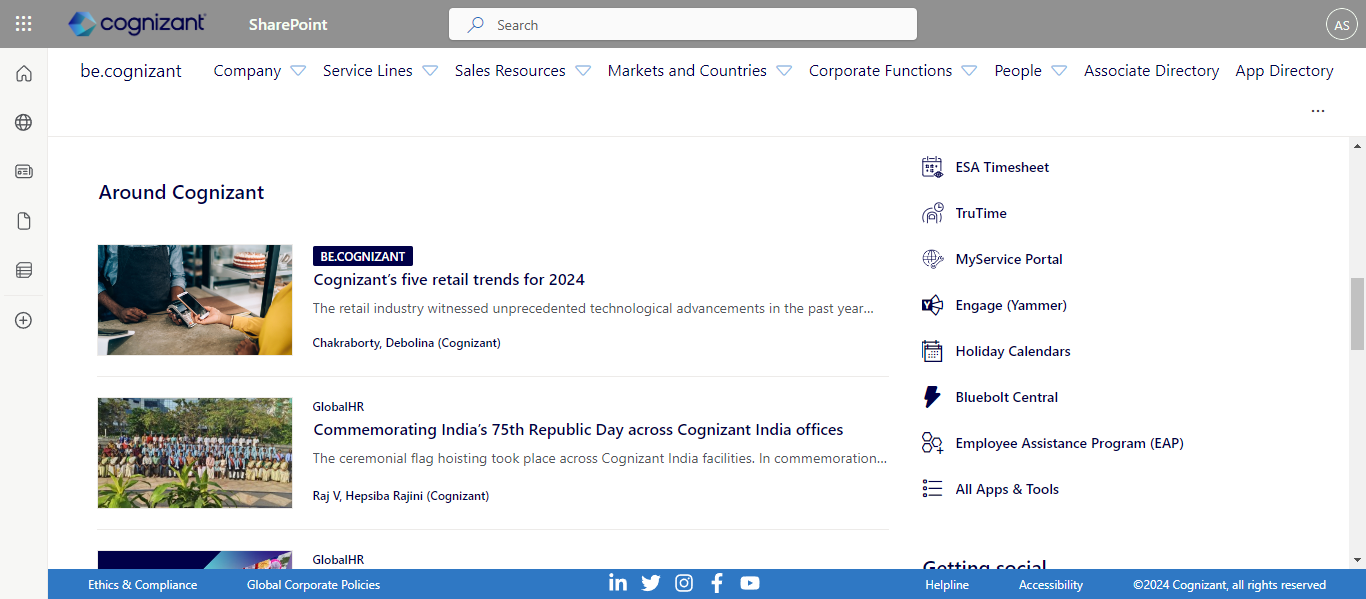 cognizant
SharePoint
Search
AS
be.cognizant
Company
Service Lines
Sales Resources
Markets and Countries
Corporate Functions
People
Associate Directory
App Directory
...
Around Cognizant
BE.COGNIZANT
Cognizant's five retail trends for 2024
The retail industry witnessed unprecedented technological advancements in the past year...
Chakraborty, Debolina (Cognizant)
GlobalHR
Commemorating India's 75th Republic Day across Cognizant India offices
The ceremonial flag hoisting took place across Cognizant India facilities. In commemoration...
Raj V, Hepsiba Rajini (Cognizant)
GlobalHR
ESA Timesheet
TruTime
MyService Portal
Engage (Yammer)
Holiday Calendars
Bluebolt Central
Employee Assistance Program (EAP)
All Apps & Tools
Getting social
Ethics & Compliance
Global Corporate Policies
Helpline
Accessibility
©2024 Cognizant, all rights reserved